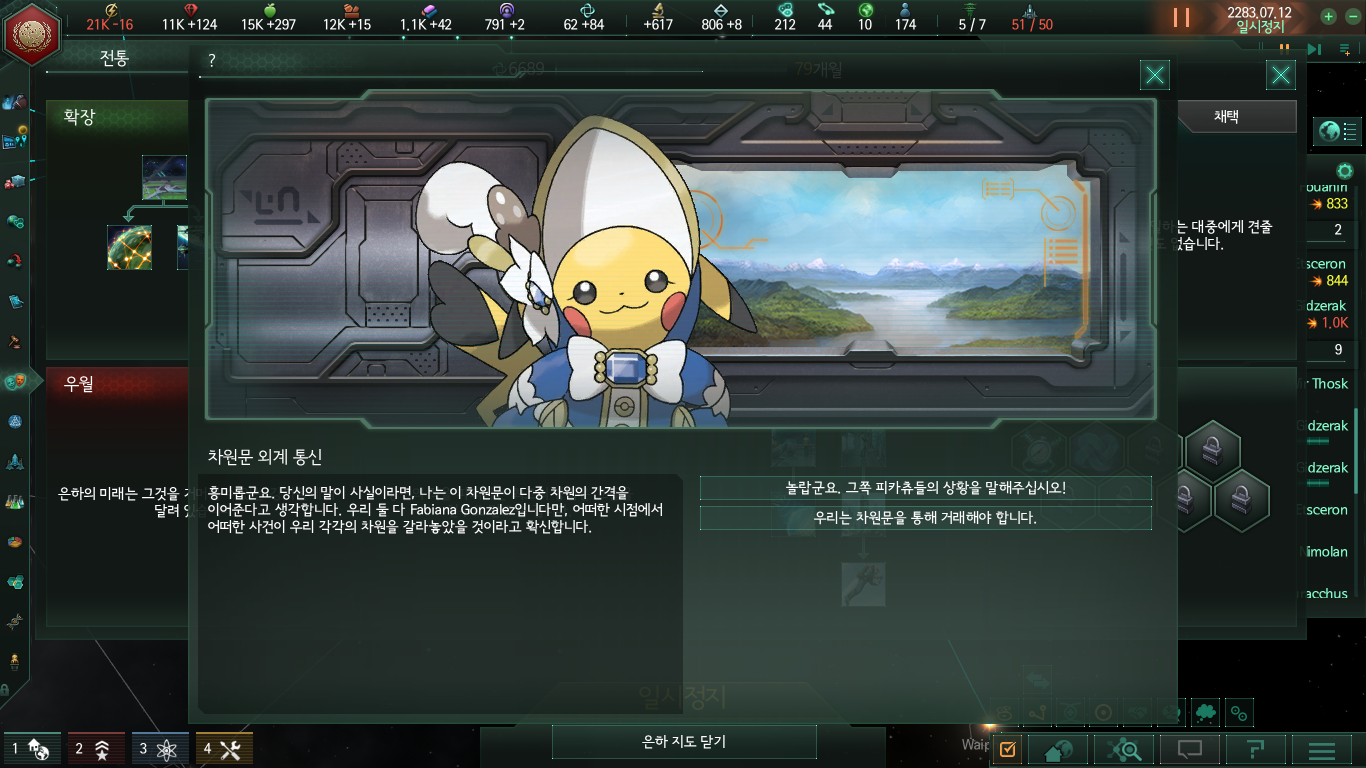 21K -16 11K +124 15K +297 12K +15 1.1K +42 791 +2 62 +84 +617 806 +8 212 44 10 174 5 / 7 51 / 50
2283.07.12
일시정지
전통
?
6689
79개월
확장
채택
833
2
sceron
844
dzerak
1.0K
9
는 대중에게 견줄
없습니다.
우월
Thosk
Gidzerak
Gidzerak
sceron
Nimolan
은하의 미래는 그것을
달려
차원문 외계 통신
흥미롭군요. 당신의 말이 사실이라면, 나는 이 차원문이 다중 차원의 간격을
이어준다고 생각합니다. 우리 둘 다 Fabiana Gonzalez입니다만, 어떠한 시점에서
어떠한 사건이 우리 각각의 차원을 갈라놓았을 것이라고 확신합니다.
놀랍군요. 그쪽 피카츄들의 상황을 말해주십시오!
우리는 차원문을 통해 거래해야 합니다.
일시정지
은하 지도 닫기
1 2 3 4
Waip